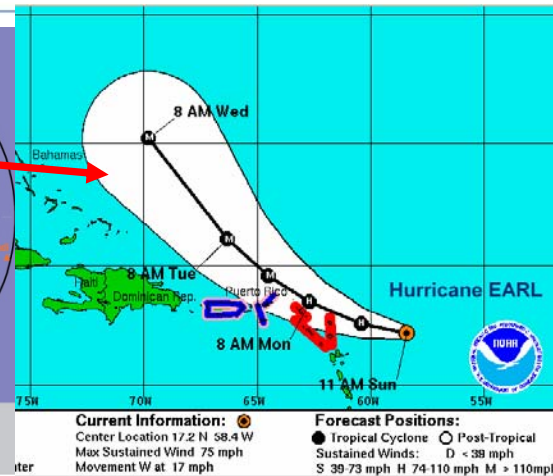 8 AM Wed
Bahamas
8 AM Tue
Haiti
Dominican Rep.
Puerto Rico
Hurricane EARL
8 AM Mon
11 AM Sun
NOAA
75W
70W
65W
60W
55W
Current Information:
Center Location 17.2 N 58.4 W
Max Sustained Wind 75 mph
Movement W at 17 mph
Forecast Positions:
Tropical Cyclone Post-Tropical
Sustained Winds: D < 39 mph
S 39-73 mph H 74-110 mph M > 110mph
M
M
M
H
H